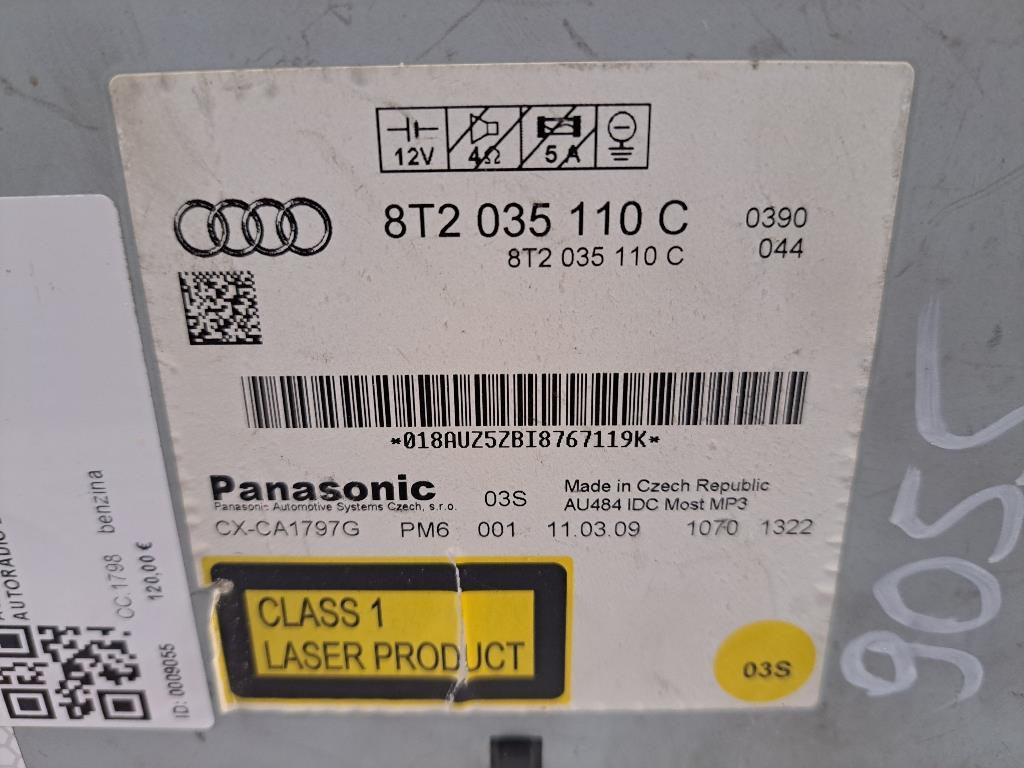 12V 4Ω 5 A
8T2 035 110 C 0390
8T2 035 110 C 044
*018AUZ5ZBI8767119K*
Panasonic 03S Made in Czech Republic
Panasonic Automotive Systems Czech, s.r.o. AU484 IDC Most MP3
CX-CA1797G PM6 001 11.03.09 1070 1322
CLASS 1
LASER PRODUCT
03S
AUTORADIO
CC:1798 benzina
120,00 €
ID: 0009055